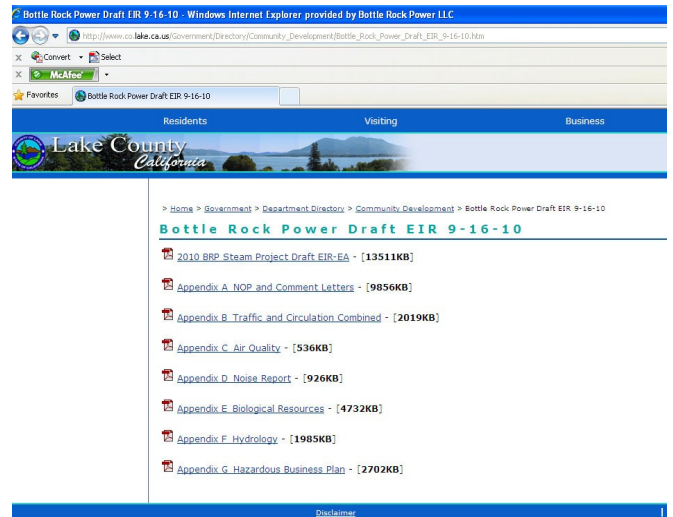 Bottle Rock Power Draft EIR 9-16-10 - Windows Internet Explorer provided by Bottle Rock Power LLC
http://www.co.lake.ca.us/Government/Directory/Community_Development/Bottle_Rock_Power_Draft_EIR_9-16-10.htm
x Convert Select
x McAfee
Favorites Bottle Rock Power Draft EIR 9-16-10
Residents Visiting Business
Lake County
California
> Home > Government > Department Directory > Community Development > Bottle Rock Power Draft EIR 9-16-10
Bottle Rock Power Draft EIR 9-16-10
2010 BRP Steam Project Draft EIR-EA - [13511KB]
Appendix A NOP and Comment Letters - [9856KB]
Appendix B Traffic and Circulation Combined - [2019KB]
Appendix C Air Quality - [536KB]
Appendix D Noise Report - [926KB]
Appendix E Biological Resources - [4732KB]
Appendix F Hydrology - [1985KB]
Appendix G Hazardous Business Plan - [2702KB]
Disclaimer |